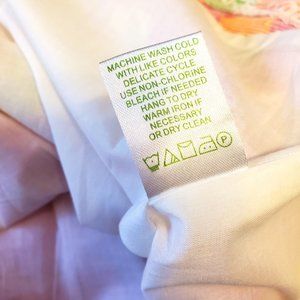 MACHINE WASH COLD
WITH LIKE COLORS
DELICATE CYCLE
USE NON-CHLORINE
BLEACH IF NEEDED
HANG TO DRY
WARM IRON IF
NECESSARY
OR DRY CLEAN